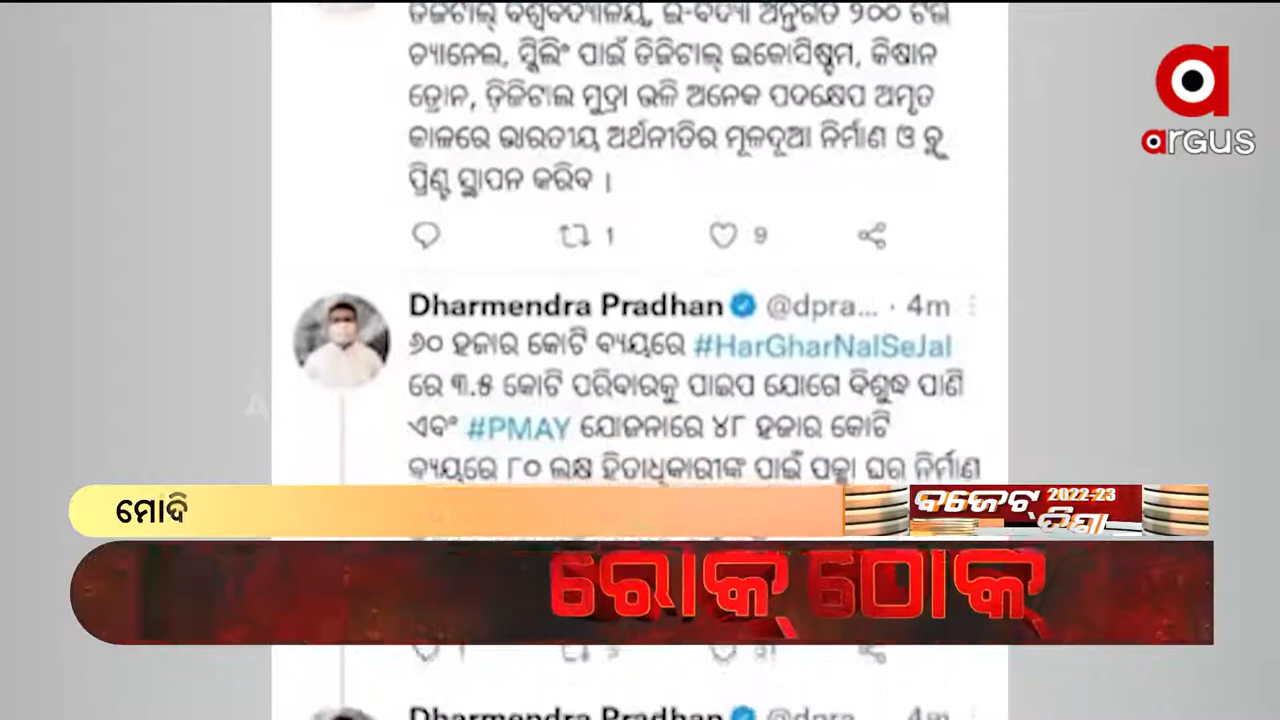 ଡିଜିଟାଲ୍ ବିଶ୍ୱବିଦ୍ୟାଳୟ, ଇ-ବିଦ୍ୟା ଅନ୍ତର୍ଗତ ୨୦୦ ଟିଭି
ଚ୍ୟାନେଲ, ସ୍କିଲିଂ ପାଇଁ ଡିଜିଟାଲ୍ ଇକୋସିଷ୍ଟମ, କିଷାନ
ଡ୍ରୋନ, ଡ଼ିଜିଟାଲ ମୁଦ୍ରା ଭଳି ଅନେକ ପଦକ୍ଷେପ ଅମୃତ
କାଳରେ ଭାରତୀୟ ଅର୍ଥନୀତିର ମୂଳଦୂଆ ନିର୍ମାଣ ଓ ବ୍ଲୁ
ପ୍ରିଣ୍ଟ ସ୍ଥାପନ କରିବ ।
1 9
argus
Dharmendra Pradhan @dpra... · 4m
୬୦ ହଜାର କୋଟି ବ୍ୟୟରେ #HarGharNalSeJal
ରେ ୩.୫ କୋଟି ପରିବାରକୁ ପାଇପ ଯୋଗେ ବିଶୁଦ୍ଧ ପାଣି
ଏବଂ #PMAY ଯୋଜନାରେ ୪୮ ହଜାର କୋଟି
ବ୍ୟୟରେ ୮୦ ଲକ୍ଷ ହିତାଧିକାରୀଙ୍କ ପାଇଁ ପକ୍କା ଘର ନିର୍ମାଣ
ମୋଦି
ବଜେଟ୍ 2022-23
ଦିଶା
ରୋକ୍ ଠୋକ୍
Dharmendra Pradhan @dpra... 4m